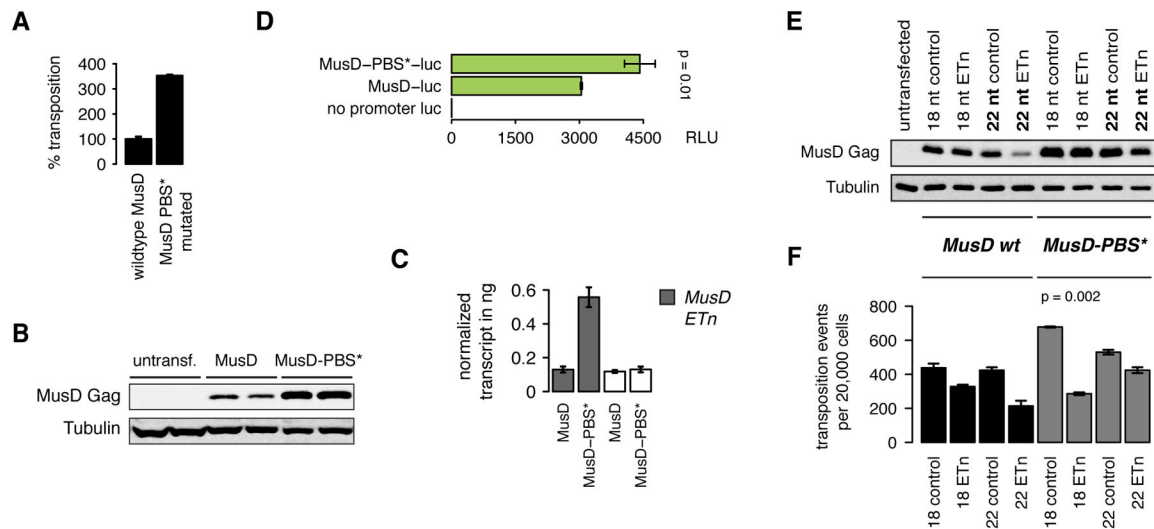 A
% transposition
400
300
200
100
0
wildtype MusD
MusD PBS*
mutated
B
untransf. MusD MusD-PBS*
MusD Gag
Tubulin
C
normalized
transcript in ng
0.6
0.4
0.2
0
MusD
MusD–PBS*
MusD
MusD–PBS*
MusD
ETn
D
MusD–PBS*–luc
MusD–luc
no promoter luc
0 1500 3000 4500 RLU
p = 0.01
E
untransfected
18 nt control
18 nt ETn
22 nt control
22 nt ETn
18 nt control
18 nt ETn
22 nt control
22 nt ETn
MusD Gag
Tubulin
MusD wt MusD-PBS*
F
p = 0.002
transposition events
per 20,000 cells
800
600
400
200
0
18 control
18 ETn
22 control
22 ETn
18 control
18 ETn
22 control
22 ETn